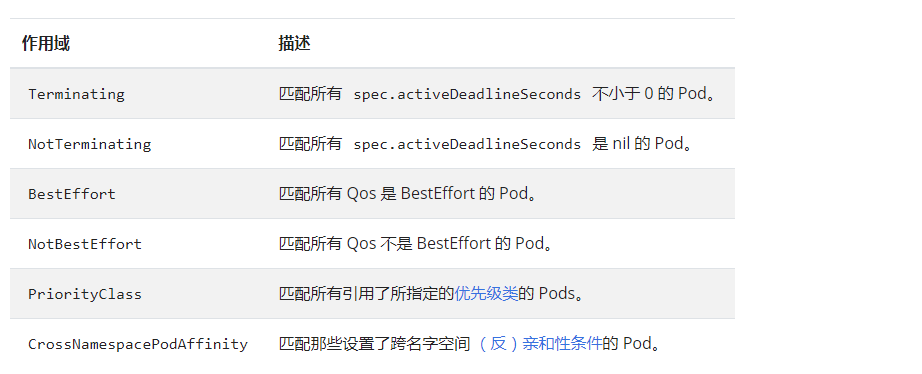 作用域 描述
Terminating 匹配所有 spec.activeDeadlineSeconds 不小于 0 的 Pod。
NotTerminating 匹配所有 spec.activeDeadlineSeconds 是 nil 的 Pod。
BestEffort 匹配所有 Qos 是 BestEffort 的 Pod。
NotBestEffort 匹配所有 Qos 不是 BestEffort 的 Pod。
PriorityClass 匹配所有引用了所指定的优先级类的 Pods。
CrossNamespacePodAffinity 匹配那些设置了跨名字空间（反）亲和性条件的 Pod。